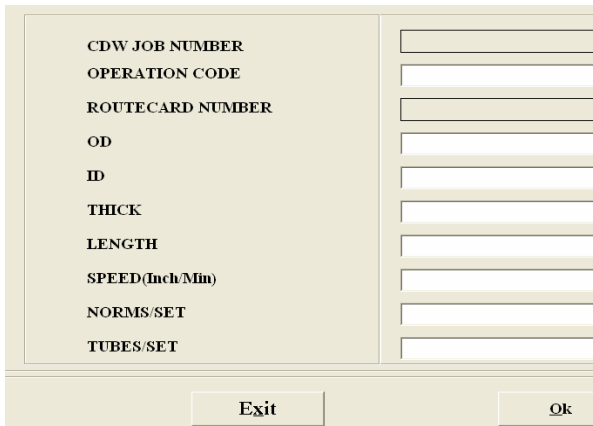 CDW JOB NUMBER
OPERATION CODE
ROUTECARD NUMBER
OD
ID
THICK
LENGTH
SPEED(Inch/Min)
NORMS/SET
TUBES/SET
Exit Ok